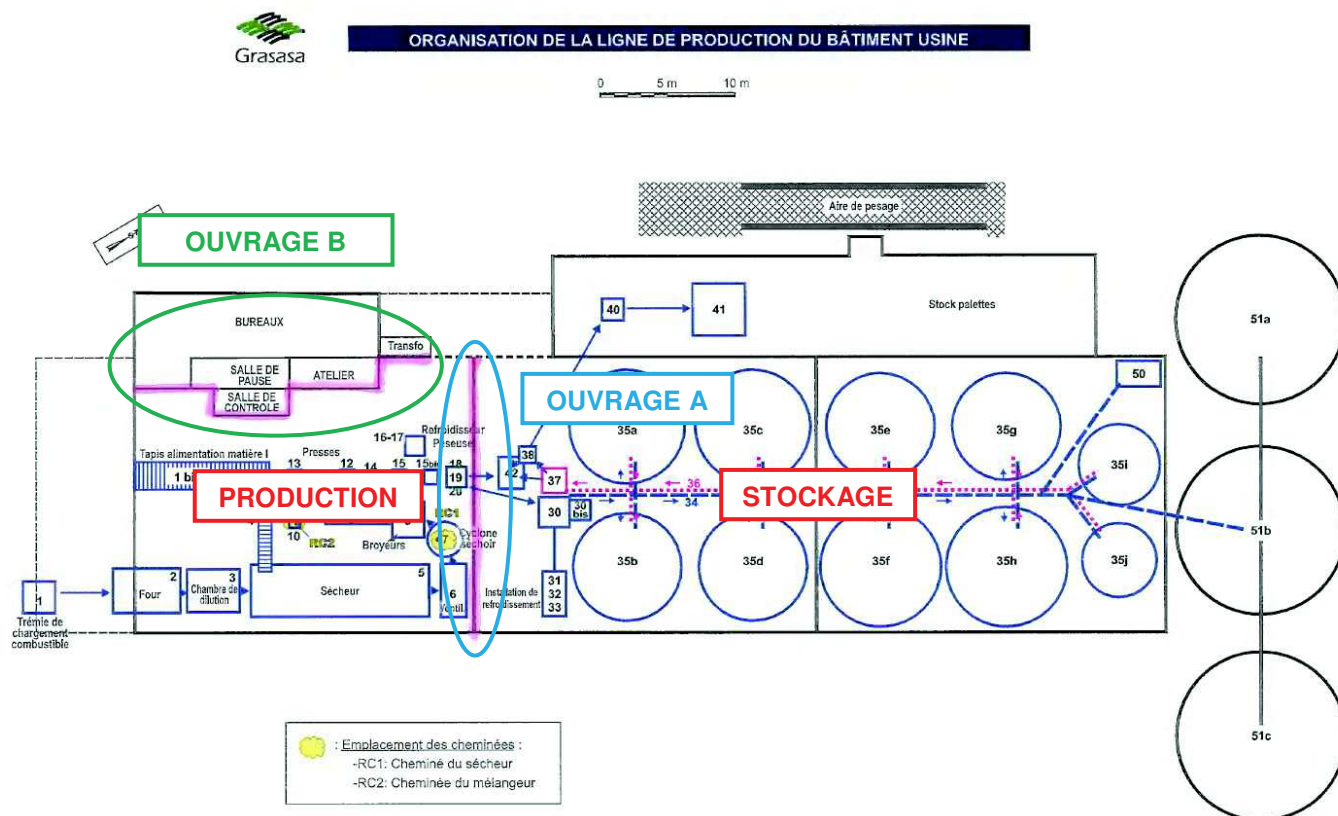 Grasasa
ORGANISATION DE LA LIGNE DE PRODUCTION DU BÂTIMENT USINE
0 5 m 10 m
Aire de pesage
OUVRAGE B
BUREAUX
Transfo
SALLE DE PAUSE
ATELIER
SALLE DE CONTROLE
40
41
Stock palettes
51a
50
OUVRAGE A
35a
35c
35e
35g
35i
16-17
Refroidisseur
Peseuse
Tapis alimentation matière I
1 bi
Presses
13
12
14
15
15bis
18
19
20
38
42
37
36
34
PRODUCTION
STOCKAGE
30
30 bis
RC1
RC2
10
Broyeurs
7
Cyclone séchoir
35b
35d
35f
35h
35j
51b
1
Trémie de chargement combustible
2
Four
3
Chambre de dilution
5
Sécheur
6
Ventil.
Installation de refroidissement
31
32
33
51c
: Emplacement des cheminées :
-RC1: Cheminé du sécheur
-RC2: Cheminée du mélangeur